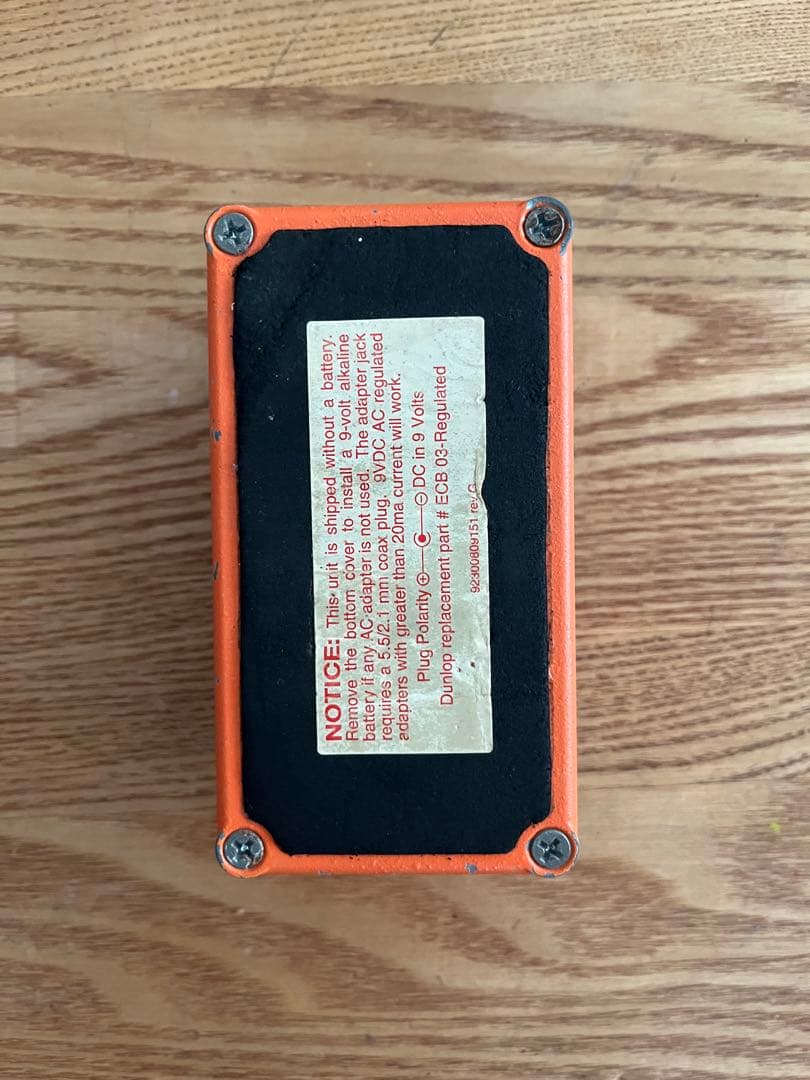 NOTICE: This unit is shipped without a battery.
Remove the bottom cover to install a 9-volt alkaline
battery if any AC adapter is not used. The adapter jack
requires a 5.5/2.1 mm coax plug. 9VDC AC regulated
adapters with greater than 20ma current will work.
Plug Polarity + - DC in 9 Volts
Dunlop replacement part # ECB 03-Regulated
92300809151 rev G